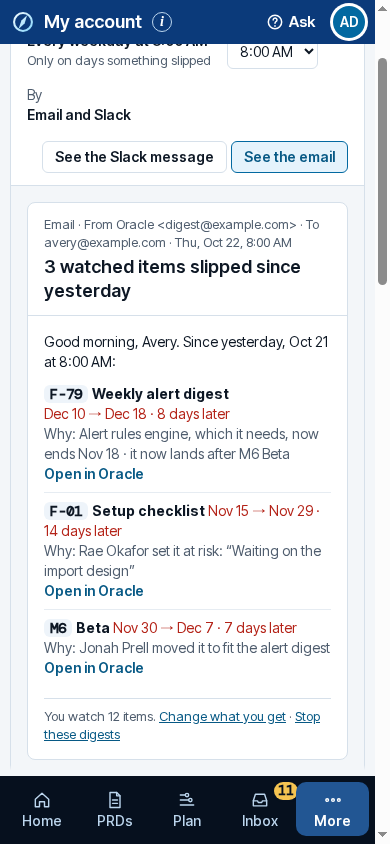 My account
i
Ask
AD
Every weekday at 8:00 AM
Only on days something slipped
8:00 AM
By
Email and Slack
See the Slack message
See the email
Email · From Oracle <digest@example.com> · To
avery@example.com · Thu, Oct 22, 8:00 AM
3 watched items slipped since
yesterday
Good morning, Avery. Since yesterday, Oct 21
at 8:00 AM:
F-79 Weekly alert digest
Dec 10 → Dec 18 · 8 days later
Why: Alert rules engine, which it needs, now
ends Nov 18 · it now lands after M6 Beta
Open in Oracle
F-01 Setup checklist Nov 15 → Nov 29 ·
14 days later
Why: Rae Okafor set it at risk: “Waiting on the
import design”
Open in Oracle
M6 Beta Nov 30 → Dec 7 · 7 days later
Why: Jonah Prell moved it to fit the alert digest
Open in Oracle
You watch 12 items. Change what you get · Stop
these digests
Home
PRDs
Plan
Inbox
11
More